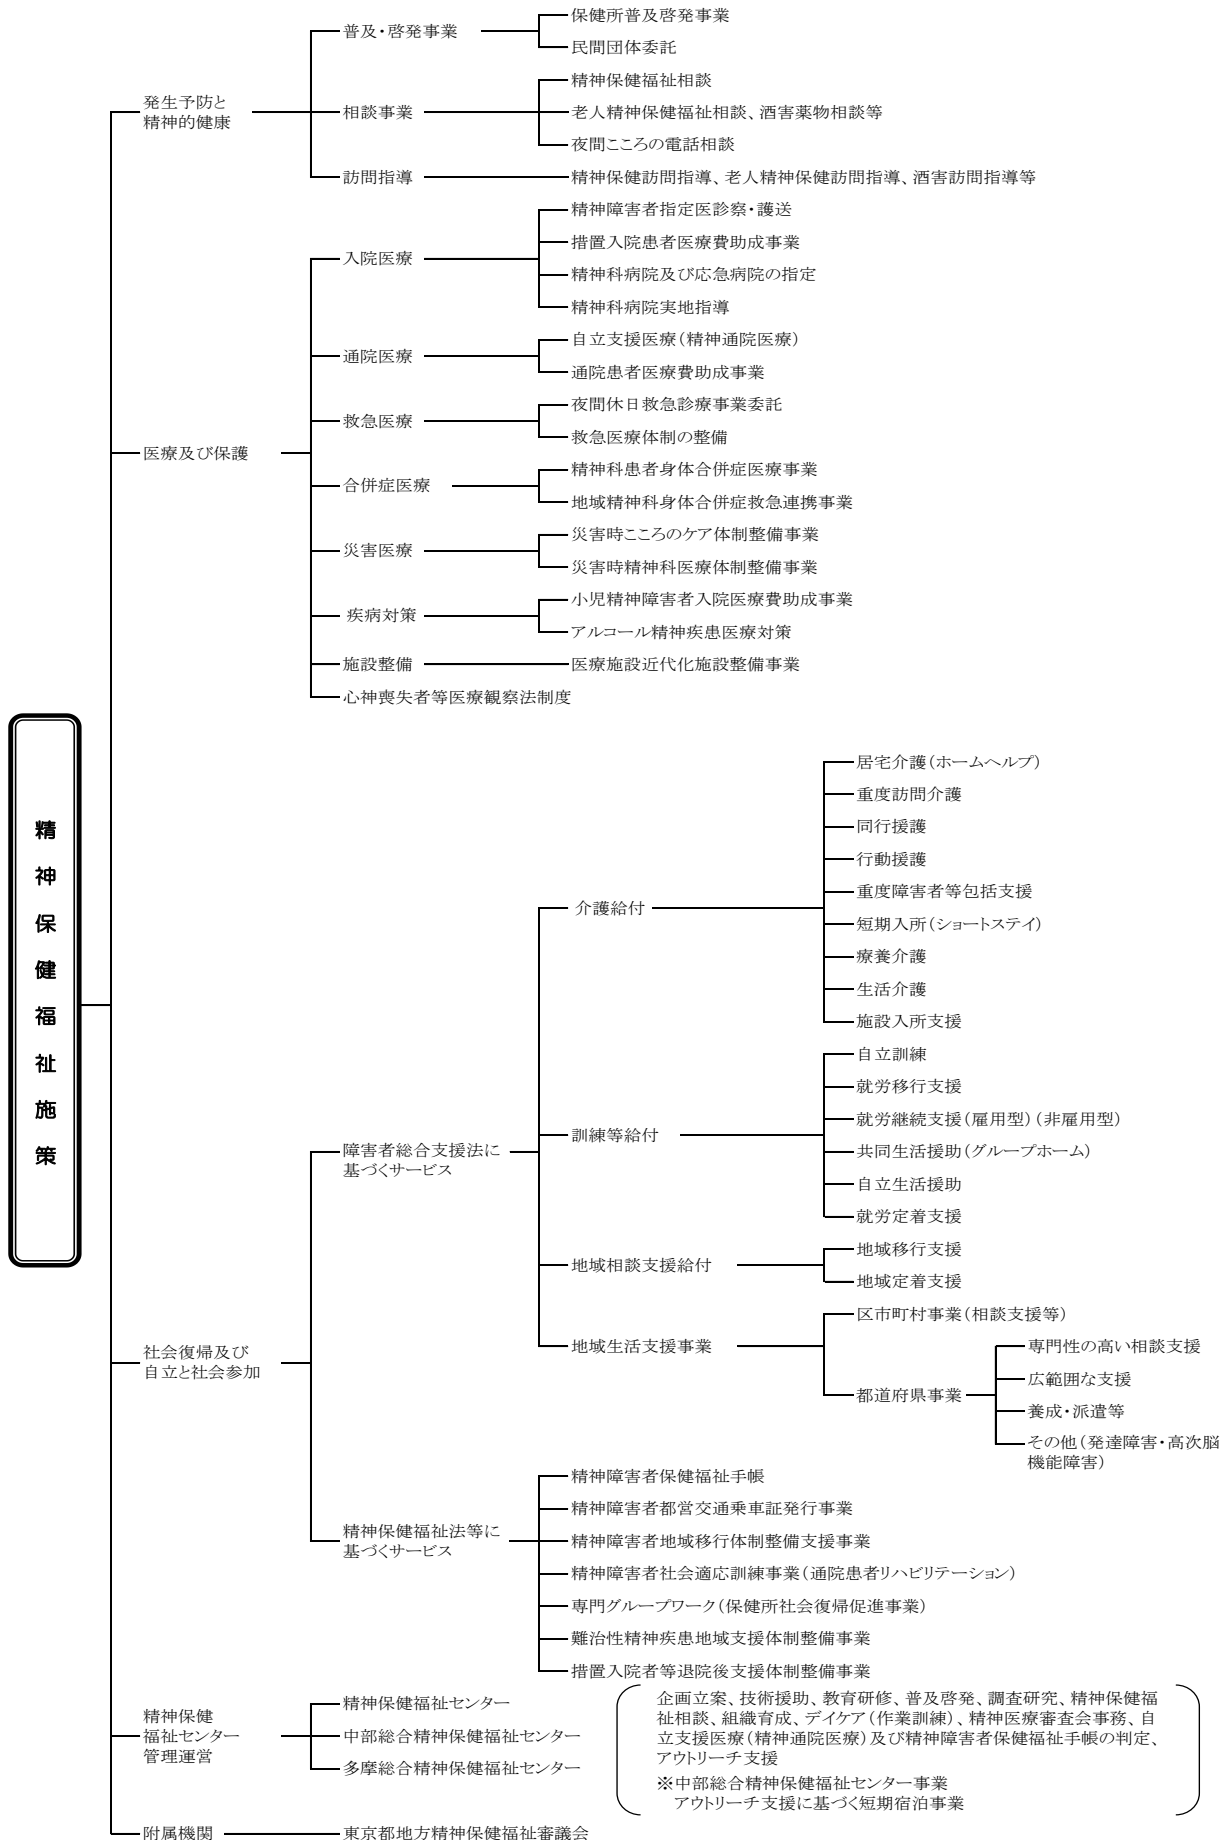 精神保健福祉施策
発生予防と
精神的健康
普及・啓発事業
保健所普及啓発事業
民間団体委託
相談事業
精神保健福祉相談
老人精神保健福祉相談、酒害薬物相談等
夜間こころの電話相談
訪問指導
精神保健訪問指導、老人精神保健訪問指導、酒害訪問指導等
医療及び保護
入院医療
精神障害者指定医診察・護送
措置入院患者医療費助成事業
精神科病院及び応急病院の指定
精神科病院実地指導
通院医療
自立支援医療（精神通院医療）
通院患者医療費助成事業
救急医療
夜間休日救急診療事業委託
救急医療体制の整備
合併症医療
精神科患者身体合併症医療事業
地域精神科身体合併症救急連携事業
災害医療
災害時こころのケア体制整備事業
災害時精神科医療体制整備事業
疾病対策
小児精神障害者入院医療費助成事業
アルコール精神疾患医療対策
施設整備
医療施設近代化施設整備事業
心神喪失者等医療観察法制度
社会復帰及び
自立と社会参加
障害者総合支援法に
基づくサービス
介護給付
居宅介護（ホームヘルプ）
重度訪問介護
同行援護
行動援護
重度障害者等包括支援
短期入所（ショートステイ）
療養介護
生活介護
施設入所支援
訓練等給付
自立訓練
就労移行支援
就労継続支援（雇用型）（非雇用型）
共同生活援助（グループホーム）
自立生活援助
就労定着支援
地域相談支援給付
地域移行支援
地域定着支援
地域生活支援事業
区市町村事業（相談支援等）
都道府県事業
専門性の高い相談支援
広範囲な支援
養成・派遣等
その他（発達障害・高次脳
機能障害）
精神保健福祉法等に
基づくサービス
精神障害者保健福祉手帳
精神障害者都営交通乗車証発行事業
精神障害者地域移行体制整備支援事業
精神障害者社会適応訓練事業（通院患者リハビリテーション）
専門グループワーク（保健所社会復帰促進事業）
難治性精神疾患地域支援体制整備事業
措置入院者等退院後支援体制整備事業
精神保健
福祉センター
管理運営
精神保健福祉センター
中部総合精神保健福祉センター
多摩総合精神保健福祉センター
企画立案、技術援助、教育研修、普及啓発、調査研究、精神保健福
祉相談、組織育成、デイケア（作業訓練）、精神医療審査会事務、自
立支援医療（精神通院医療）及び精神障害者保健福祉手帳の判定、
アウトリーチ支援
※中部総合精神保健福祉センター事業
アウトリーチ支援に基づく短期宿泊事業
附属機関
東京都地方精神保健福祉審議会